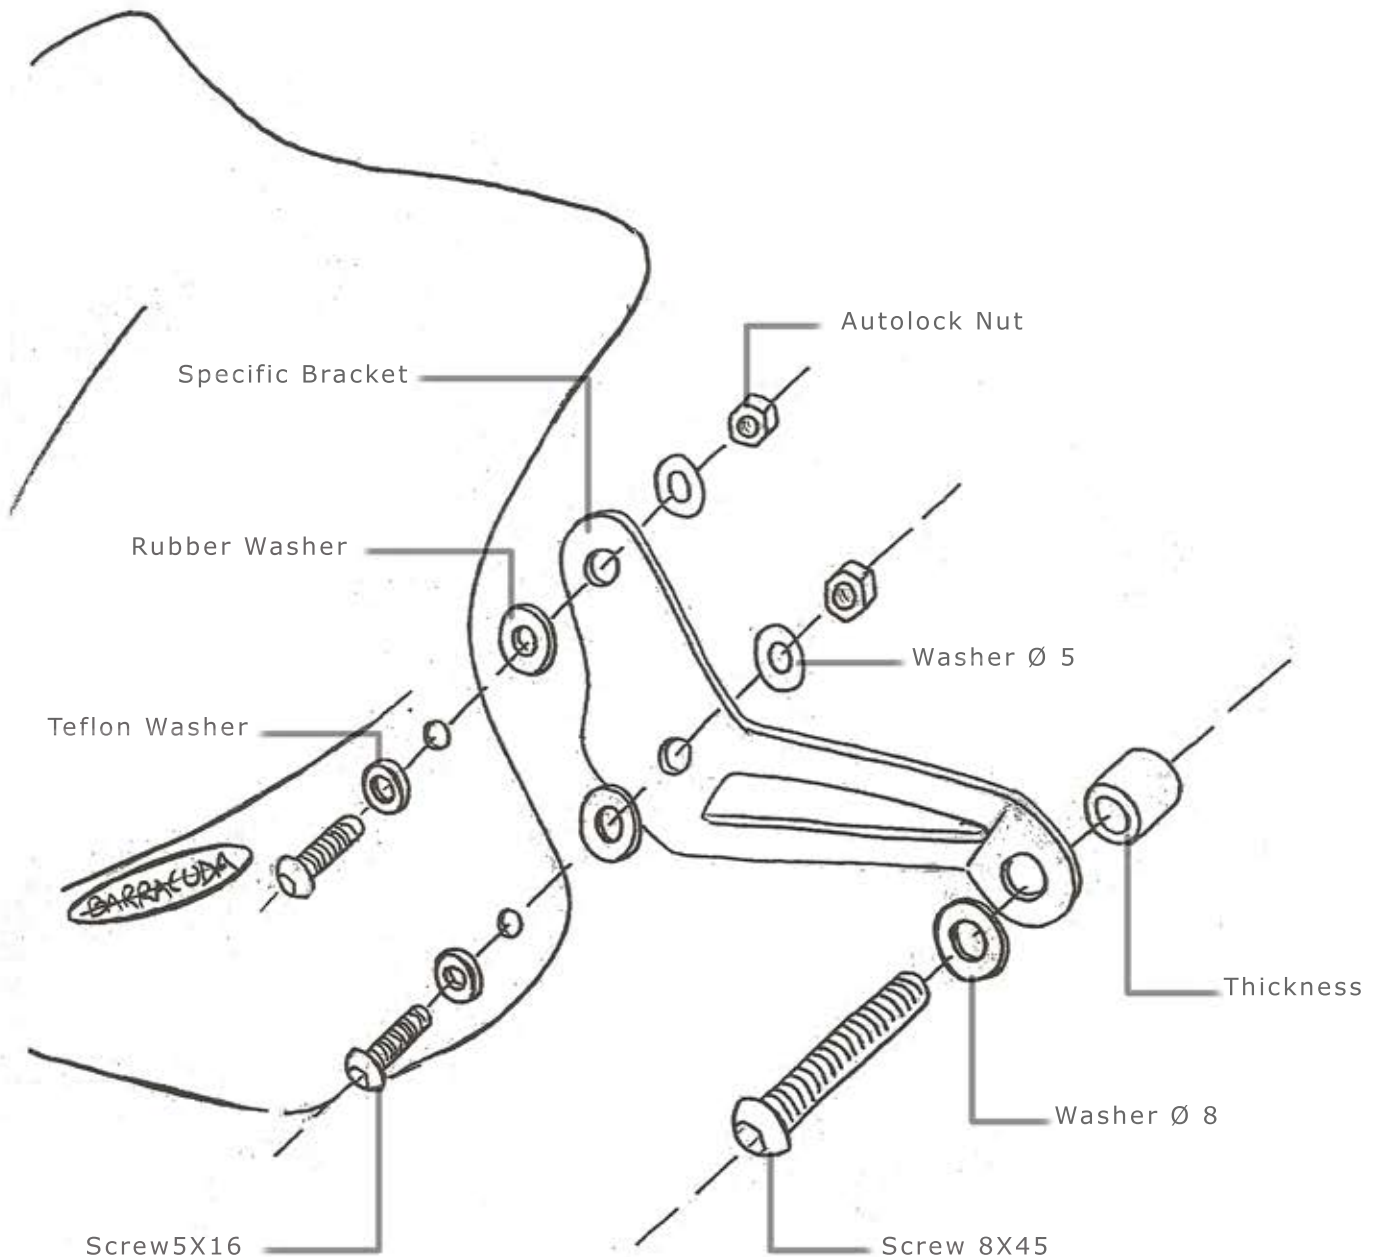 Autolock Nut
Specific Bracket
Rubber Washer
Washer Ø 5
Teflon Washer
BARRACUDA
Thickness
Washer Ø 8
Screw5X16
Screw 8X45